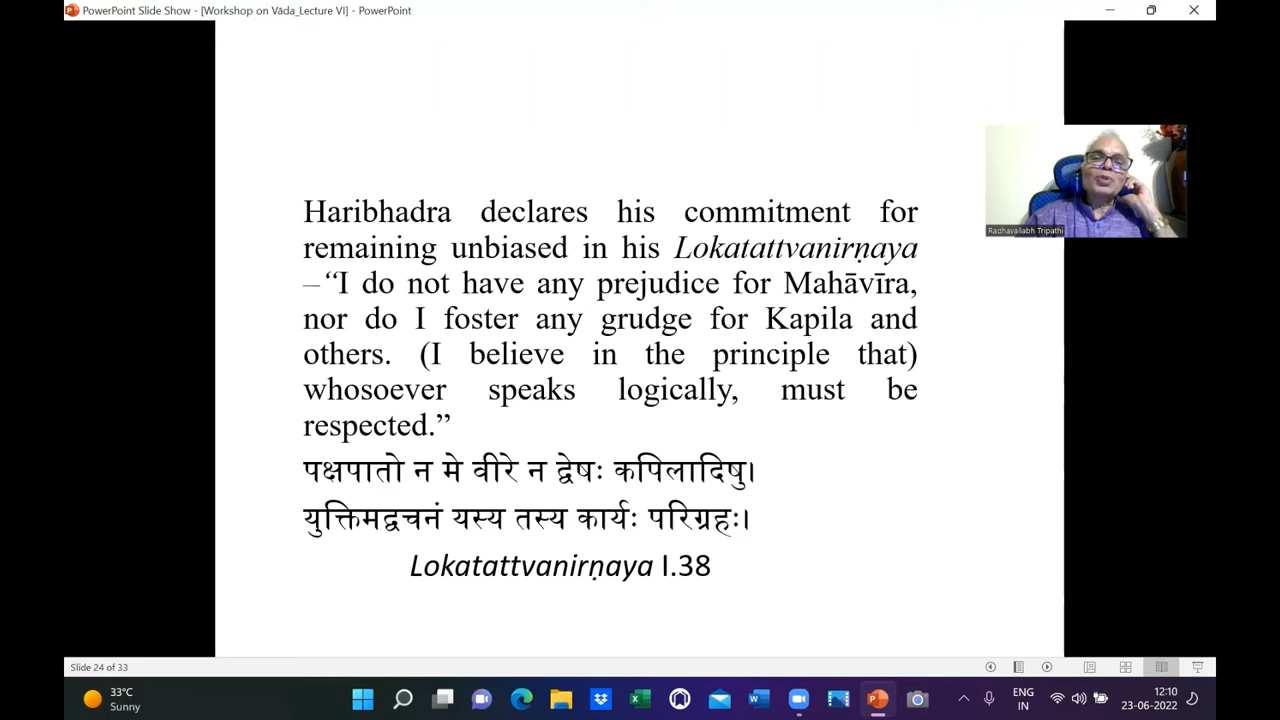 PowerPoint Slide Show - [Workshop on Vāda_Lecture VI] - PowerPoint
Haribhadra declares his commitment for
remaining unbiased in his Lokatattvanirṇaya
–“I do not have any prejudice for Mahāvīra,
nor do I foster any grudge for Kapila and
others. (I believe in the principle that)
whosoever speaks logically, must be
respected.”
पक्षपातो न मे वीरे न द्वेषः कपिलादिषु।
युक्तिमद्वचनं यस्य तस्य कार्यः परिग्रहः।
Lokatattvanirṇaya I.38
Radhavallabh Tripathi
Slide 24 of 33
33°C
Sunny
ENG
IN
12:10
23-06-2022